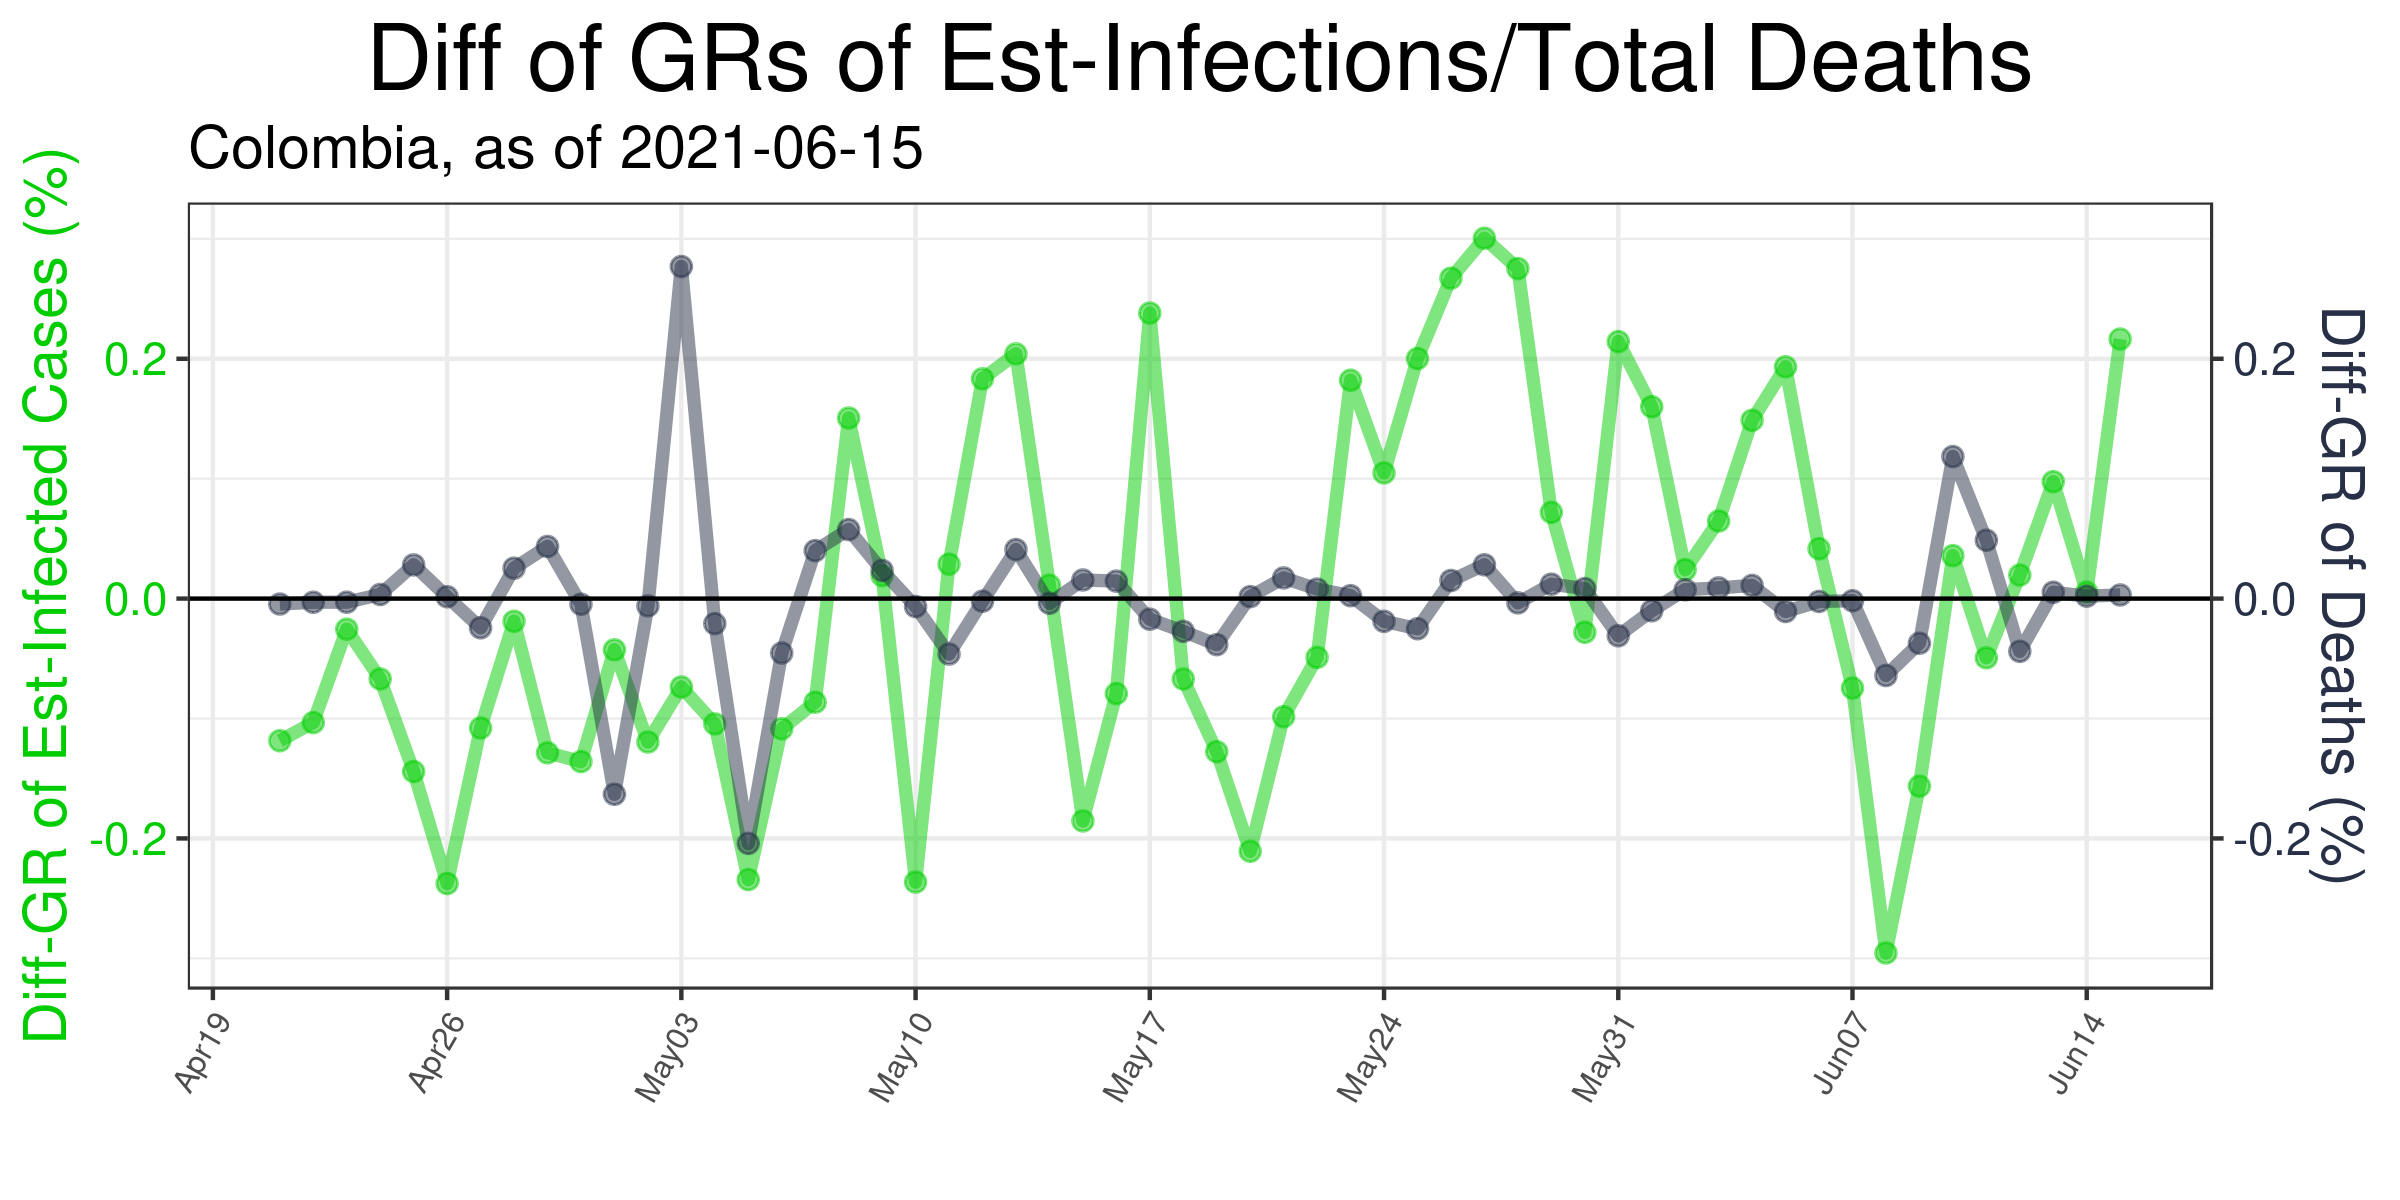 Diff of GRs of Est-Infections/Total Deaths
Colombia, as of 2021-06-15
Diff-GR of Est-Infected Cases (%)
0.2
0.0
-0.2
0.2
0.0
-0.2
Diff-GR of Deaths (%)
Apr19
Apr26
May03
May10
May17
May24
May31
Jun07
Jun14